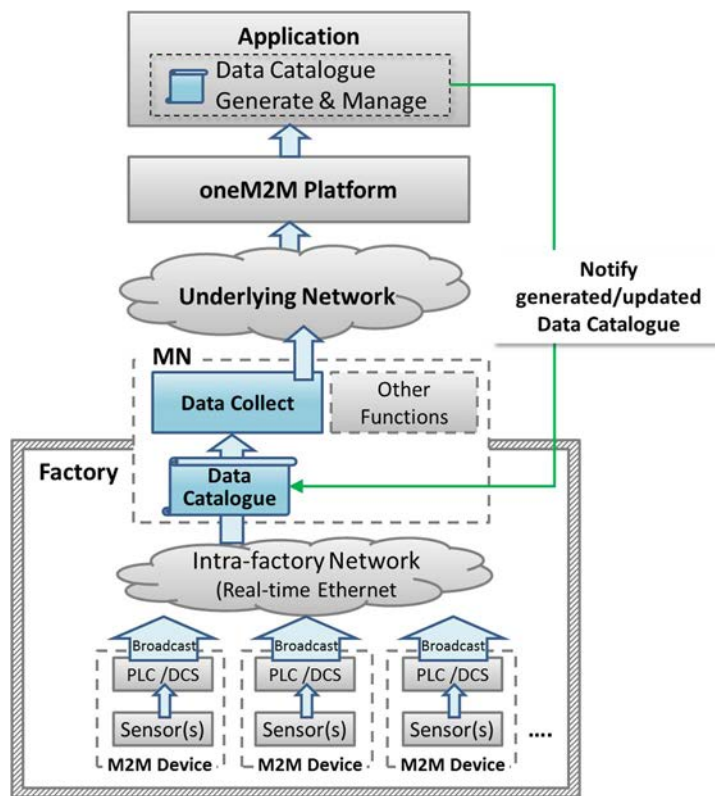 Application
Data Catalogue
Generate & Manage
oneM2M Platform
Underlying Network
Notify
generated/updated
Data Catalogue
MN
Data Collect
Other
Functions
Factory
Data
Catalogue
Intra-factory Network
(Real-time Ethernet
Broadcast
Broadcast
Broadcast
PLC /DCS
PLC /DCS
PLC /DCS
Sensor(s)
Sensor(s)
Sensor(s)
....
M2M Device
M2M Device
M2M Device